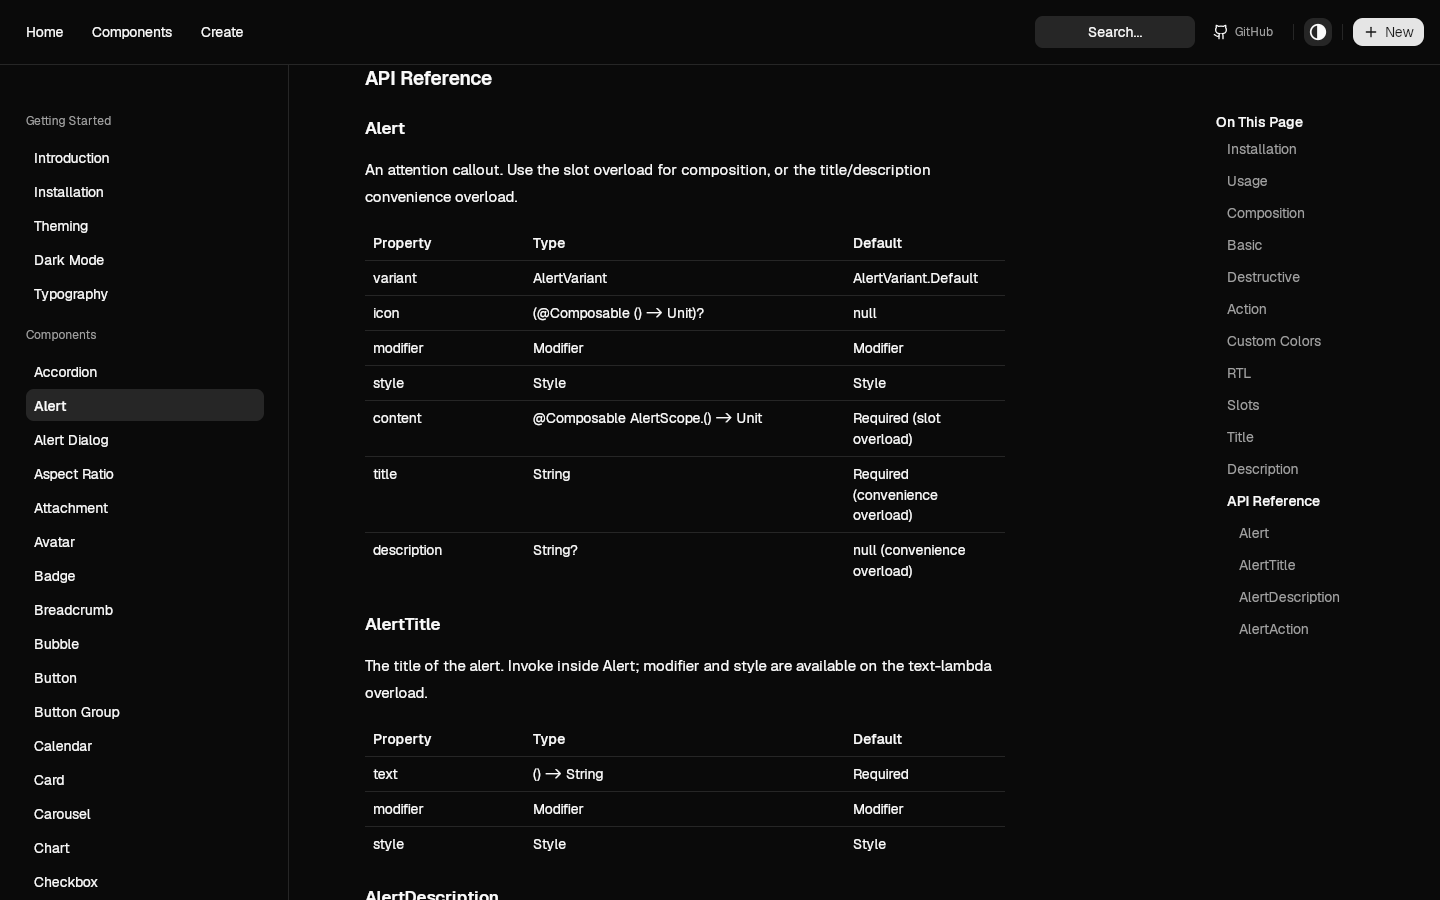 Home Components Create Search... GitHub New
Getting Started
Introduction
Installation
Theming
Dark Mode
Typography
Components
Accordion
Alert
Alert Dialog
Aspect Ratio
Attachment
Avatar
Badge
Breadcrumb
Bubble
Button
Button Group
Calendar
Card
Carousel
Chart
Checkbox
API Reference
Alert
An attention callout. Use the slot overload for composition, or the title/description
convenience overload.
Property Type Default
variant AlertVariant AlertVariant.Default
icon (@Composable () -> Unit)? null
modifier Modifier Modifier
style Style Style
content @Composable AlertScope.() -> Unit Required (slot
overload)
title String Required
(convenience
overload)
description String? null (convenience
overload)
AlertTitle
The title of the alert. Invoke inside Alert; modifier and style are available on the text-lambda
overload.
Property Type Default
text () -> String Required
modifier Modifier Modifier
style Style Style
AlertDescription
On This Page
Installation
Usage
Composition
Basic
Destructive
Action
Custom Colors
RTL
Slots
Title
Description
API Reference
Alert
AlertTitle
AlertDescription
AlertAction